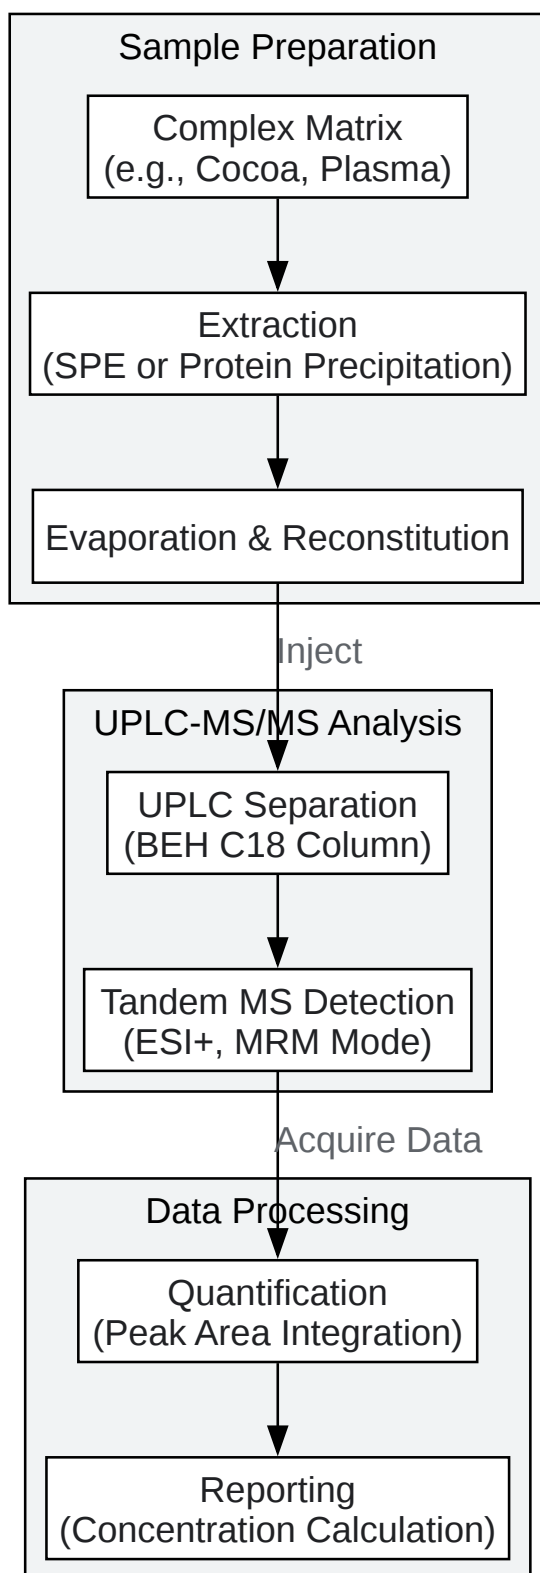 Sample Preparation
Complex Matrix
(e.g., Cocoa, Plasma)
Extraction
(SPE or Protein Precipitation)
Evaporation & Reconstitution
Inject
UPLC-MS/MS Analysis
UPLC Separation
(BEH C18 Column)
Tandem MS Detection
(ESI+, MRM Mode)
Acquire Data
Data Processing
Quantification
(Peak Area Integration)
Reporting
(Concentration Calculation)